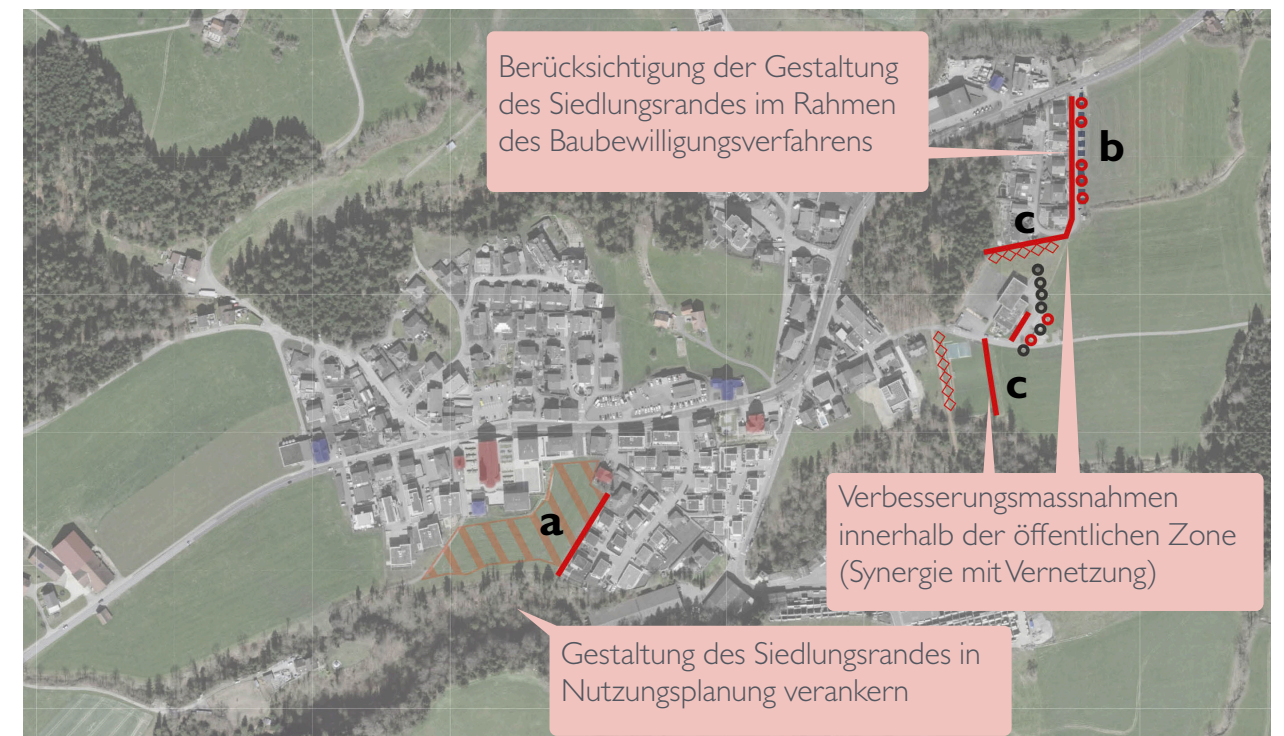 Berücksichtigung der Gestaltung
des Siedlungsrandes im Rahmen
des Baubewilligungsverfahrens
b
c
c
a
Verbesserungsmassnahmen
innerhalb der öffentlichen Zone
(Synergie mit Vernetzung)
Gestaltung des Siedlungsrandes in
Nutzungsplanung verankern